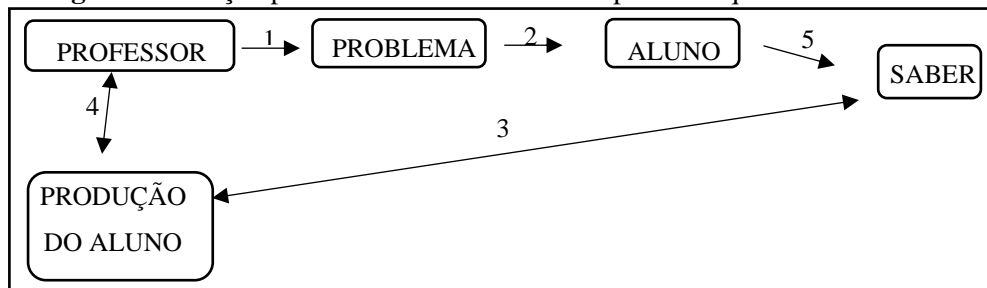 PROFESSOR 1 PROBLEMA 2 ALUNO 5
SABER
4
3
PRODUÇÃO
DO ALUNO